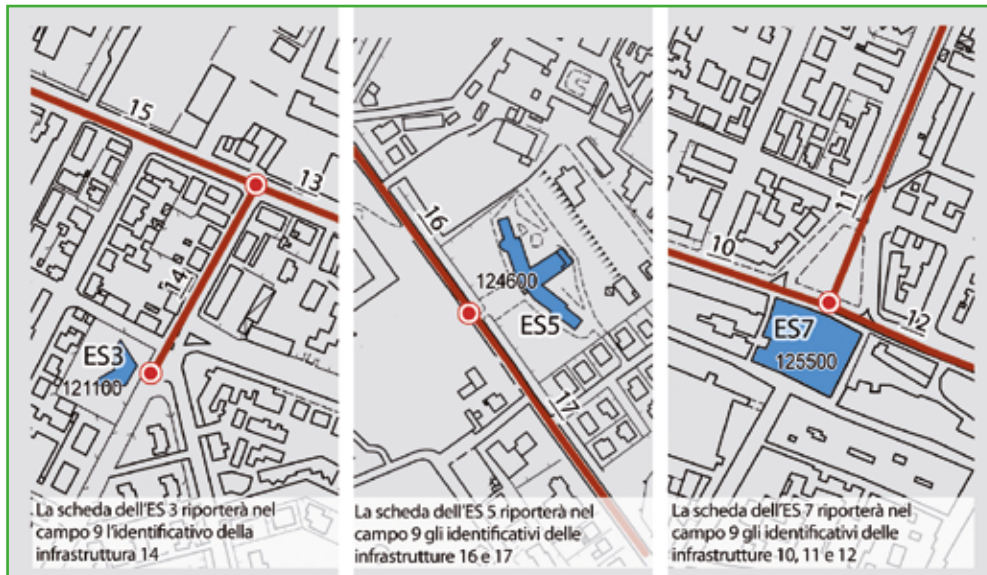 15
13
14
ES3
121100
La scheda dell'ES 3 riporterà nel
campo 9 l'identificativo della
infrastruttura 14
16
124600
ES5
17
La scheda dell'ES 5 riporterà nel
campo 9 gli identificativi delle
infrastrutture 16 e 17
11
10
12
ES7
125500
La scheda dell'ES 7 riporterà nel
campo 9 gli identificativi delle
infrastrutture 10, 11 e 12